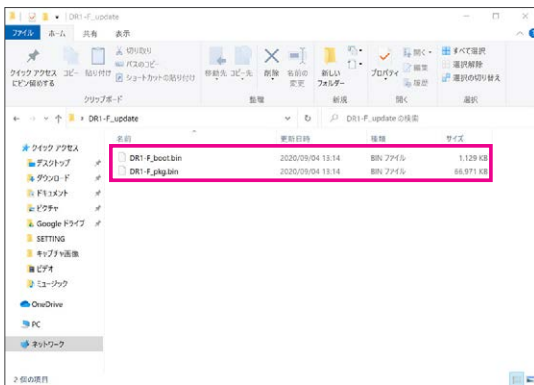 DR1-F_update
ファイル ホーム 共有 表示
クイック アクセス
にピン留めする
コピー 貼り付け
切り取り
パスのコピー
ショートカットの貼り付け
移動先 コピー先 削除 名前の
変更
新しい
フォルダー
プロパティ
開く
編集
履歴
すべて選択
選択解除
選択の切り替え
クリップボード 整理 新規 開く 選択
DR1-F_update
DR1-F_updateの検索
名前 更新日時 種類 サイズ
DR1-F_boot.bin 2020/09/04 13:14 BIN ファイル 1,129 KB
DR1-F_pkg.bin 2020/09/04 13:14 BIN ファイル 66,971 KB
クイック アクセス
デスクトップ
ダウンロード
ドキュメント
ピクチャ
Google ドライブ
SETTING
キャプチャ画像
ビデオ
ミュージック
OneDrive
PC
ネットワーク
2 個の項目